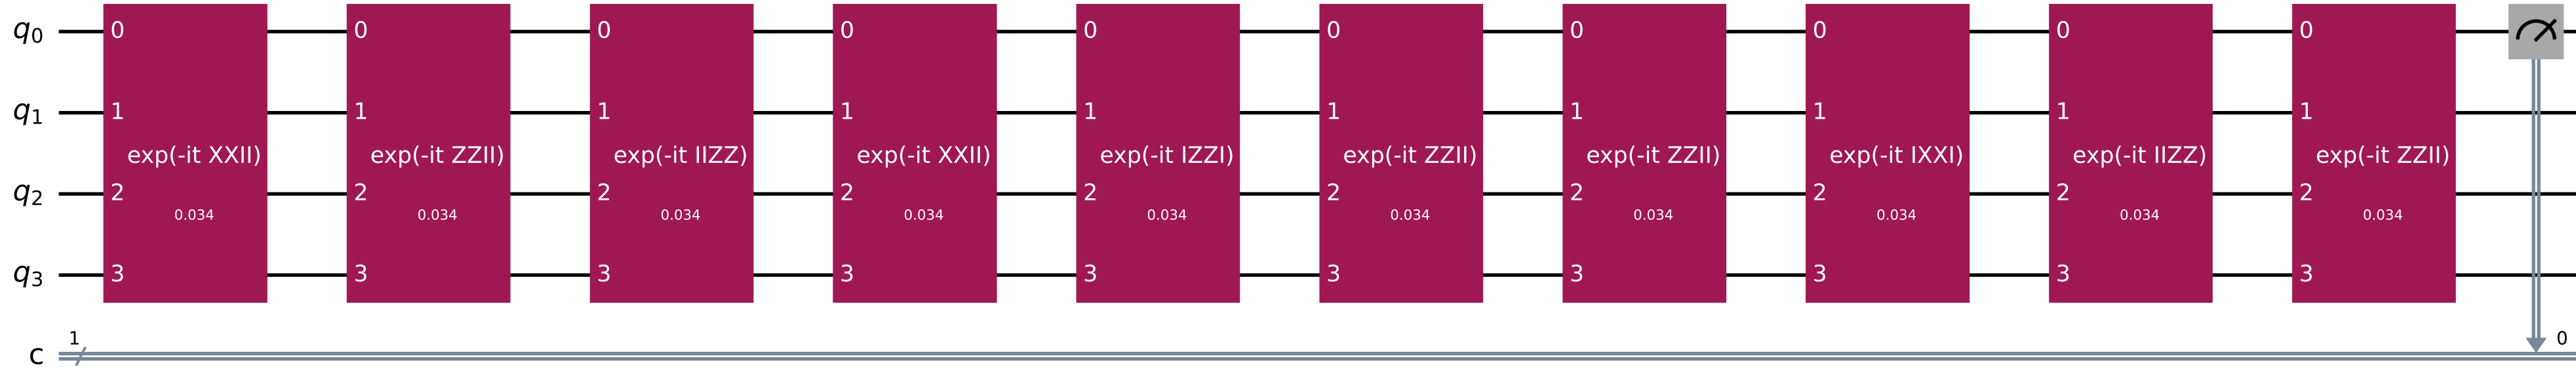 q0 0 0 0 0 0 0 0 0 0 0
q1 1 1 1 1 1 1 1 1 1 1
exp(-it XXII) exp(-it ZZII) exp(-it IIZZ) exp(-it XXII) exp(-it IZZI) exp(-it ZZII) exp(-it ZZII) exp(-it IXXI) exp(-it IIZZ) exp(-it ZZII)
q2 2 2 2 2 2 2 2 2 2 2
0.034 0.034 0.034 0.034 0.034 0.034 0.034 0.034 0.034 0.034
q3 3 3 3 3 3 3 3 3 3 3
1 0
c